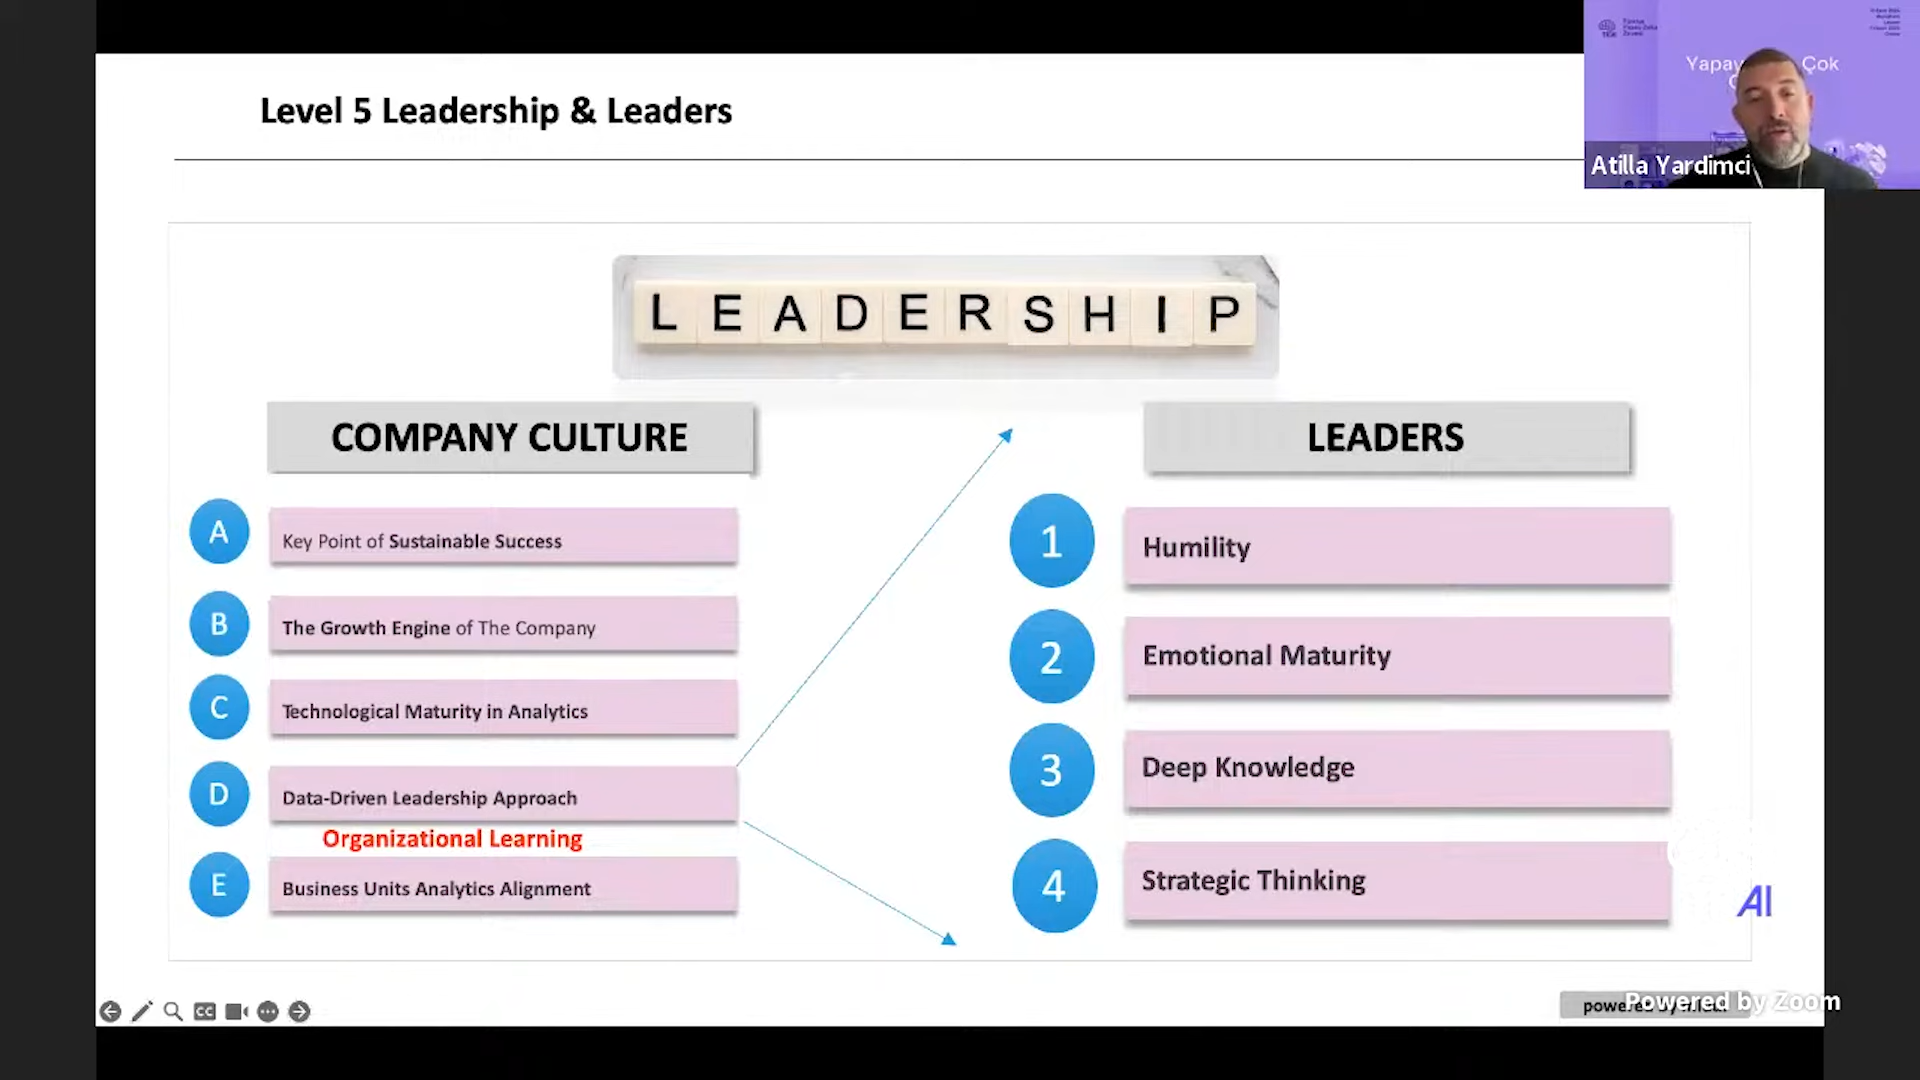 Level 5 Leadership & Leaders
Yapay Çok
Atilla Yardimci
LEADERSHIP
COMPANY CULTURE
LEADERS
A
Key Point of Sustainable Success
B
The Growth Engine of The Company
C
Technological Maturity in Analytics
D
Data-Driven Leadership Approach
Organizational Learning
E
Business Units Analytics Alignment
1
Humility
2
Emotional Maturity
3
Deep Knowledge
4
Strategic Thinking
AI
CC
Powered by Zoom